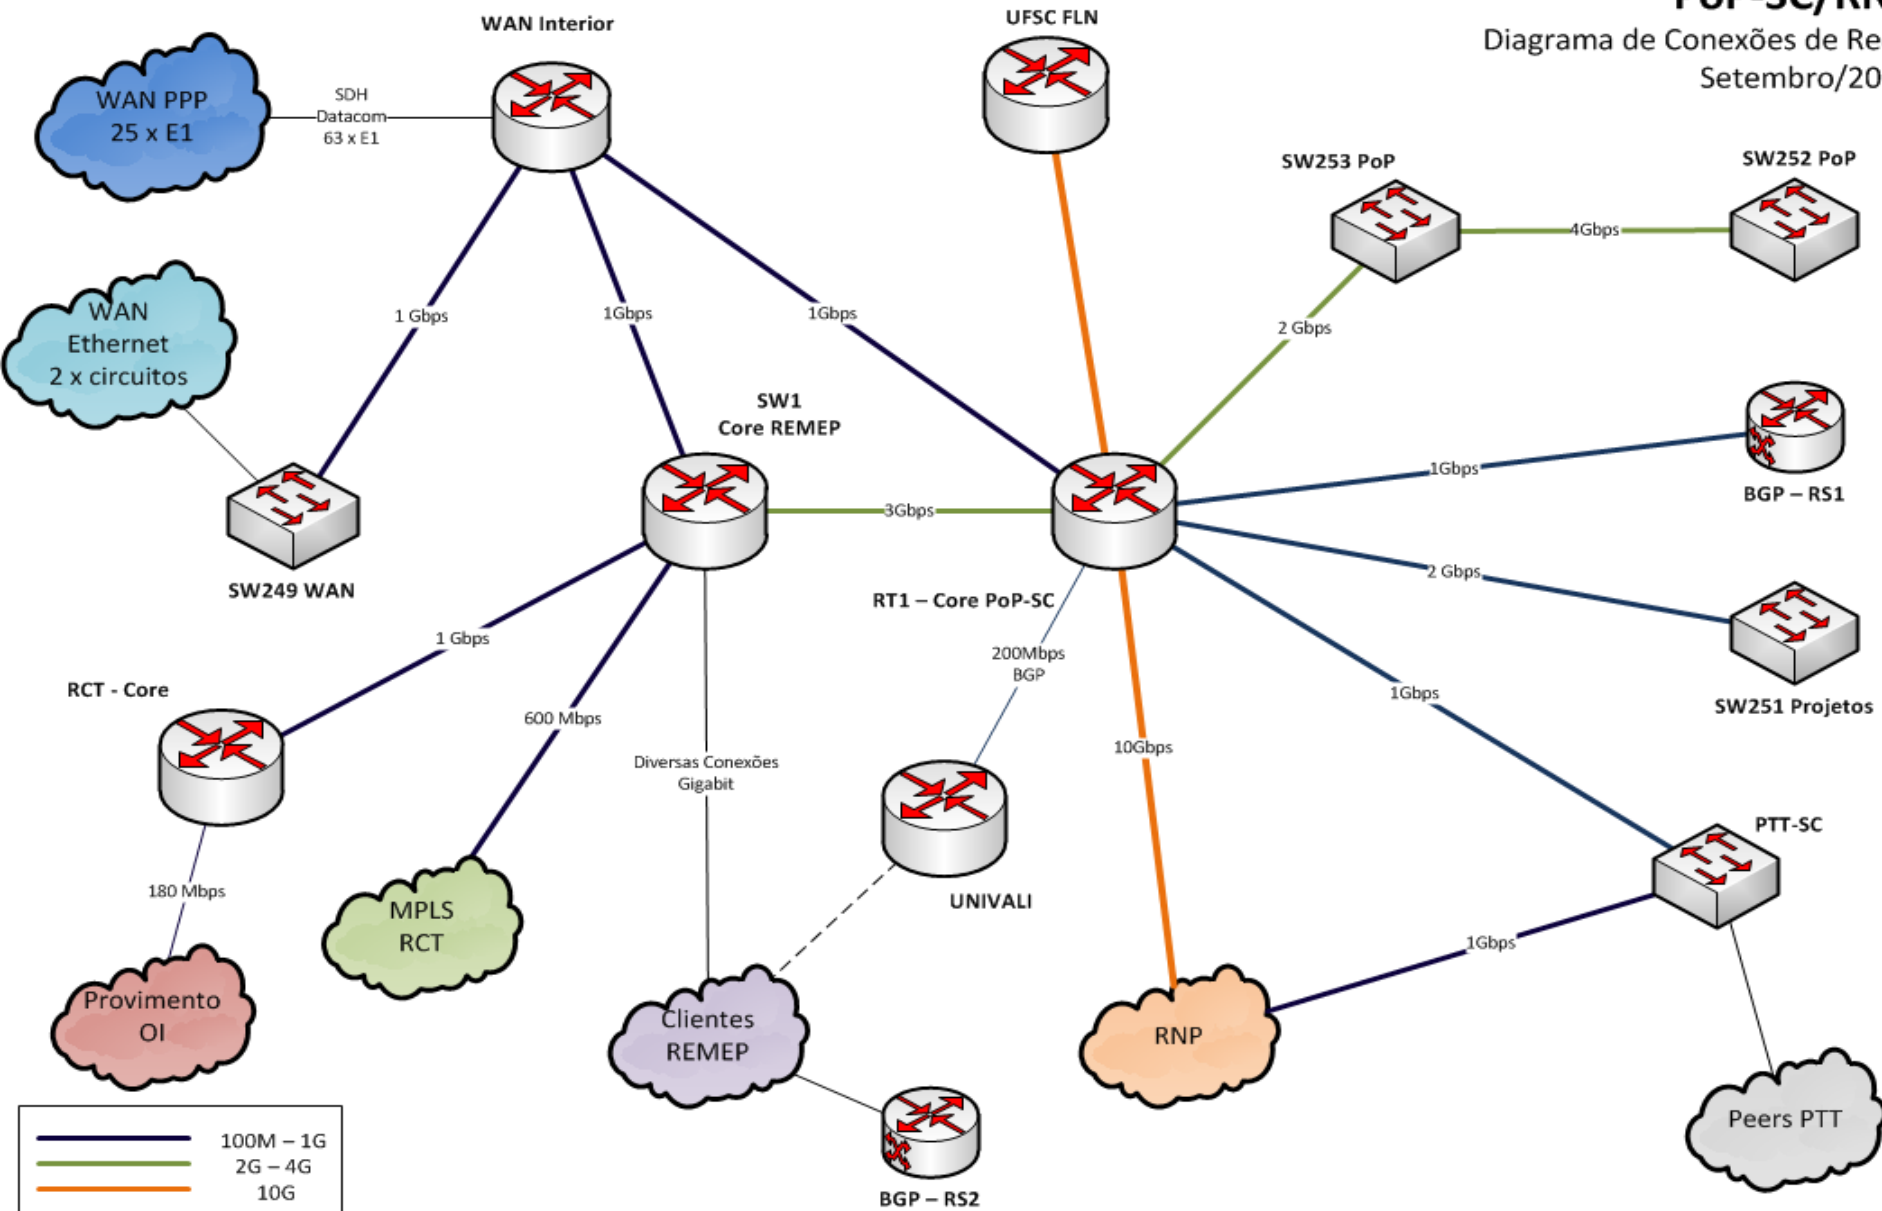 PoP-SC/RN
Diagrama de Conexões de Re
Setembro/20
WAN Interior
UFSC FLN
WAN PPP
25 x E1
SDH
Datacom
63 x E1
SW253 PoP
SW252 PoP
4Gbps
WAN
Ethernet
2 x circuitos
1 Gbps
1Gbps
1Gbps
2 Gbps
SW1
Core REMEP
1Gbps
BGP – RS1
3Gbps
SW249 WAN
RT1 – Core PoP-SC
2 Gbps
1 Gbps
200Mbps
BGP
RCT - Core
1Gbps
SW251 Projetos
600 Mbps
Diversas Conexões
Gigabit
10Gbps
PTT-SC
180 Mbps
MPLS
RCT
UNIVALI
1Gbps
Provimento
OI
Clientes
REMEP
RNP
Peers PTT
100M – 1G
2G – 4G
10G
BGP – RS2